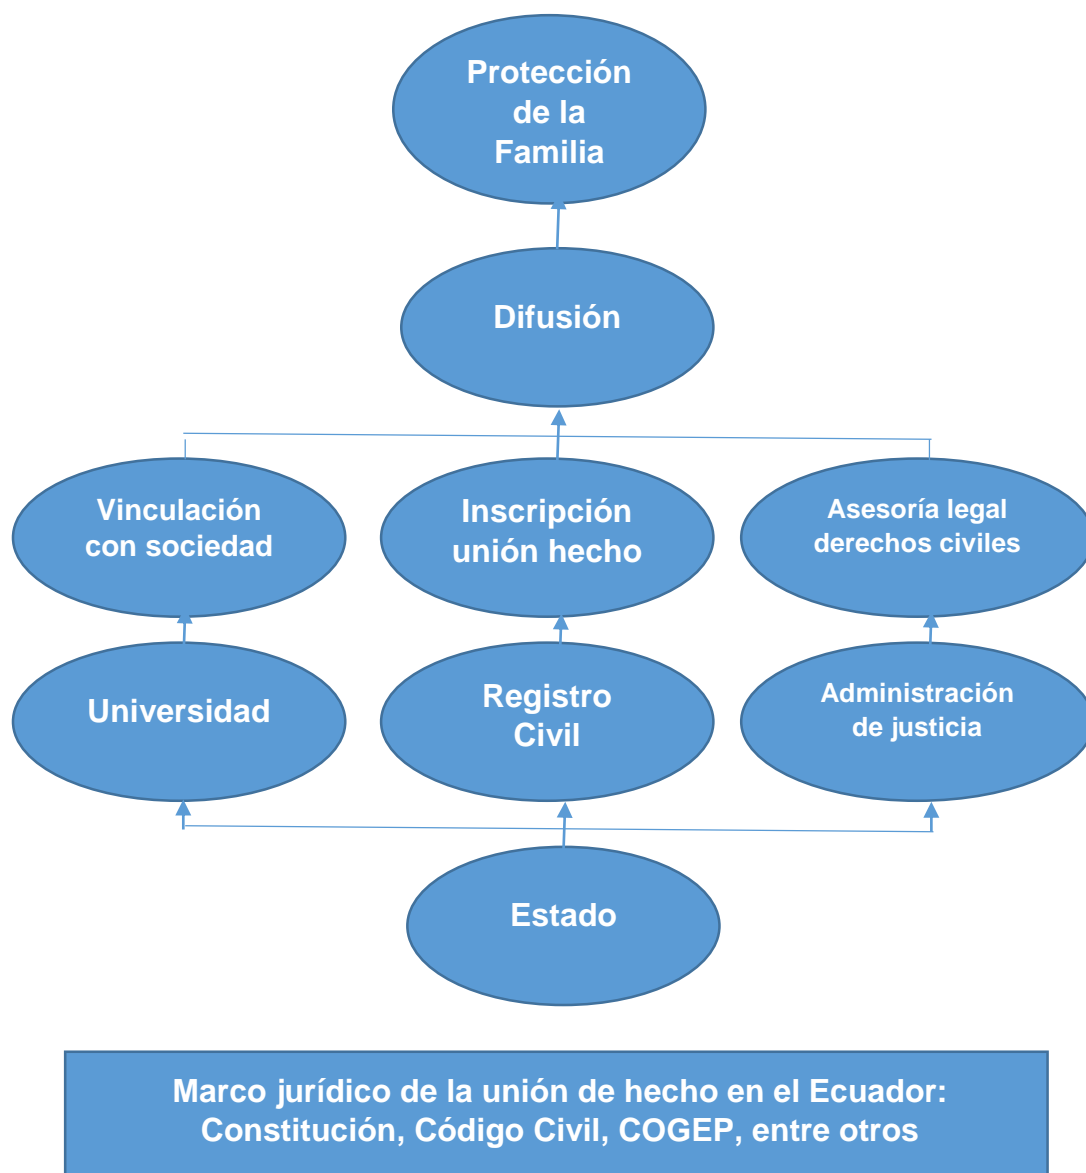 Protección
de la
Familia
Difusión
Vinculación
con sociedad
Inscripción
unión hecho
Asesoría legal
derechos civiles
Universidad
Registro
Civil
Administración
de justicia
Estado
Marco jurídico de la unión de hecho en el Ecuador:
Constitución, Código Civil, COGEP, entre otros